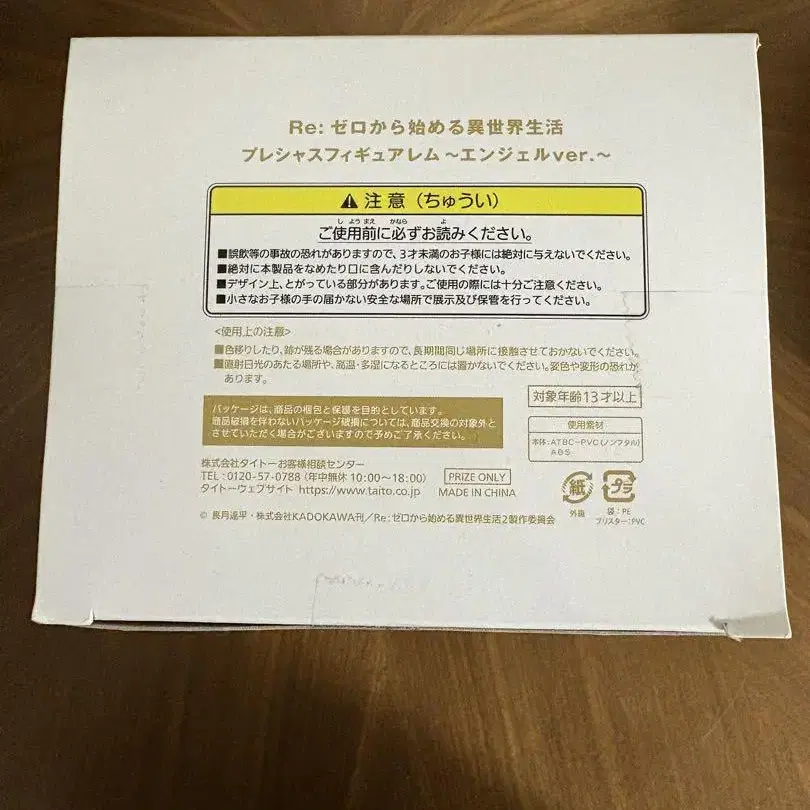 Re: ゼロから始める異世界生活
プレシャスフィギュアレム 〜エンジェルver.〜
注意（ちゅうい）
しようまえ かなら よ
ご使用前に必ずお読みください。
■誤飲等の事故の恐れがありますので、3才未満のお子様には絶対に与えないでください。
■絶対に本製品をなめたり口に含んだりしないでください。
■デザイン上、とがっている部分があります。ご使用の際には十分ご注意ください。
■小さなお子様の手の届かない安全な場所で展示及び保管を行ってください。
<使用上の注意>
■色移りしたり、跡が残る場合がありますので、長期間同じ場所に接触させておかないでください。
■直射日光のあたる場所や、高温・多湿になるところには置かないでください。変色や変形の恐れが
あります。
対象年齢13才以上
パッケージは、商品の梱包と保護を目的としています。
商品破損を伴わないパッケージ破損については、商品交換の対象外と
させていただく場合がございますので予めご了承ください。
使用素材
本体:ATBC-PVC(ノンフタル)
ABS
株式会社タイトーお客様相談センター
TEL:0120-57-0788 (年中無休 10:00〜18:00)
タイトーウェブサイト https://www.taito.co.jp
PRIZE ONLY
MADE IN CHINA
紙
外箱
プラ
袋:PE
ブリスター:PVC
© 長月達平・株式会社KADOKAWA刊／Re:ゼロから始める異世界生活2製作委員会